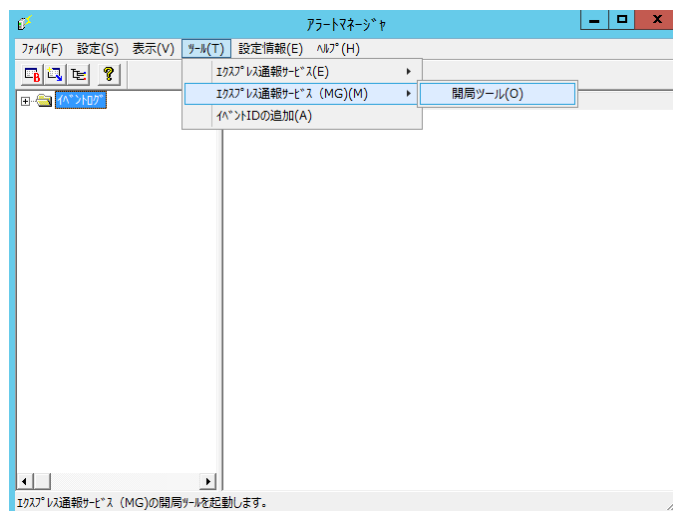 アラートマネージャ
ファイル(F) 設定(S) 表示(V) ツール(T) 設定情報(E) ヘルプ(H)
エクスプレス通報サービス(E)
イベントログ
エクスプレス通報サービス（MG)(M)
開局ツール(O)
イベントIDの追加(A)
エクスプレス通報サービス（MG)の開局ツールを起動します。